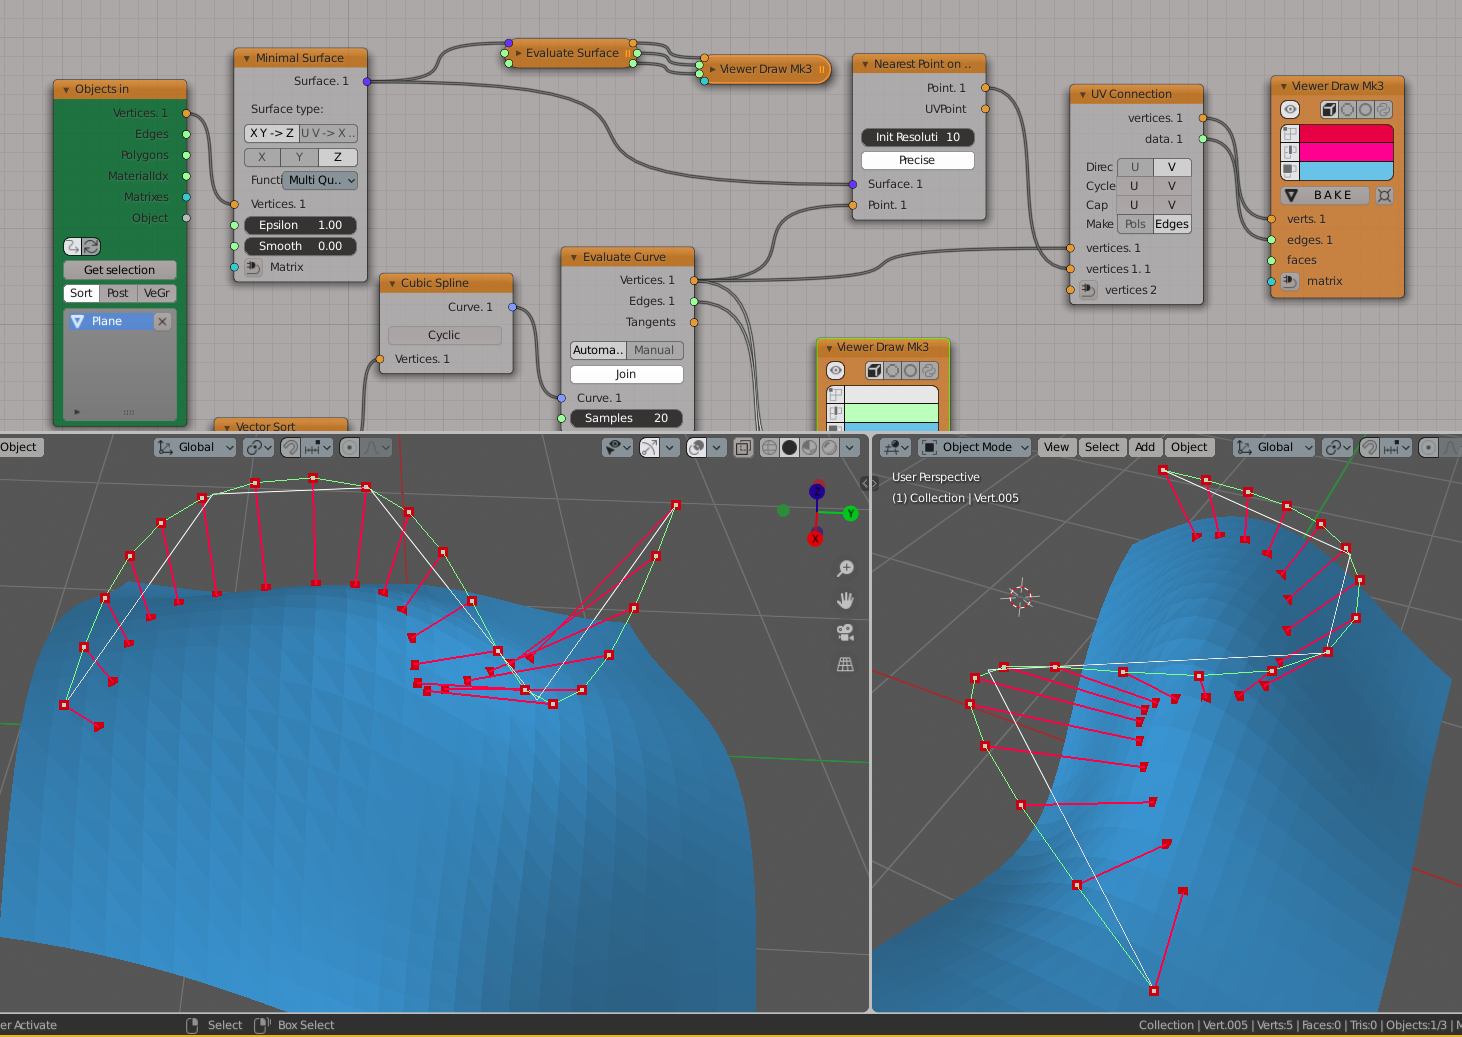 Objects in
Vertices. 1
Edges
Polygons
MaterialIdx
Matrixes
Object
Get selection
Sort Post VeGr
Plane
Minimal Surface
Surface. 1
Surface type:
X Y -> Z U V -> X ..
X Y Z
Functi Multi Qu..
Vertices. 1
Epsilon 1.00
Smooth 0.00
Matrix
Vector Sort
Cubic Spline
Curve. 1
Cyclic
Vertices. 1
Evaluate Surface
Viewer Draw Mk3
Evaluate Curve
Vertices. 1
Edges. 1
Tangents
Automa.. Manual
Join
Curve. 1
Samples 20
Nearest Point on ..
Point. 1
UVPoint
Init Resoluti 10
Precise
Surface. 1
Point. 1
Viewer Draw Mk3
UV Connection
vertices. 1
data. 1
Direc U V
Cycle U V
Cap U V
Make Pols Edges
vertices. 1
vertices 1. 1
vertices 2
Viewer Draw Mk3
BAKE
verts. 1
edges. 1
faces
matrix
Object Global
Object Mode View Select Add Object Global
User Perspective
(1) Collection | Vert.005
Z
Y
X
er Activate Select Box Select Collection | Vert.005 | Verts:5 | Faces:0 | Tris:0 | Objects:1/3 | M